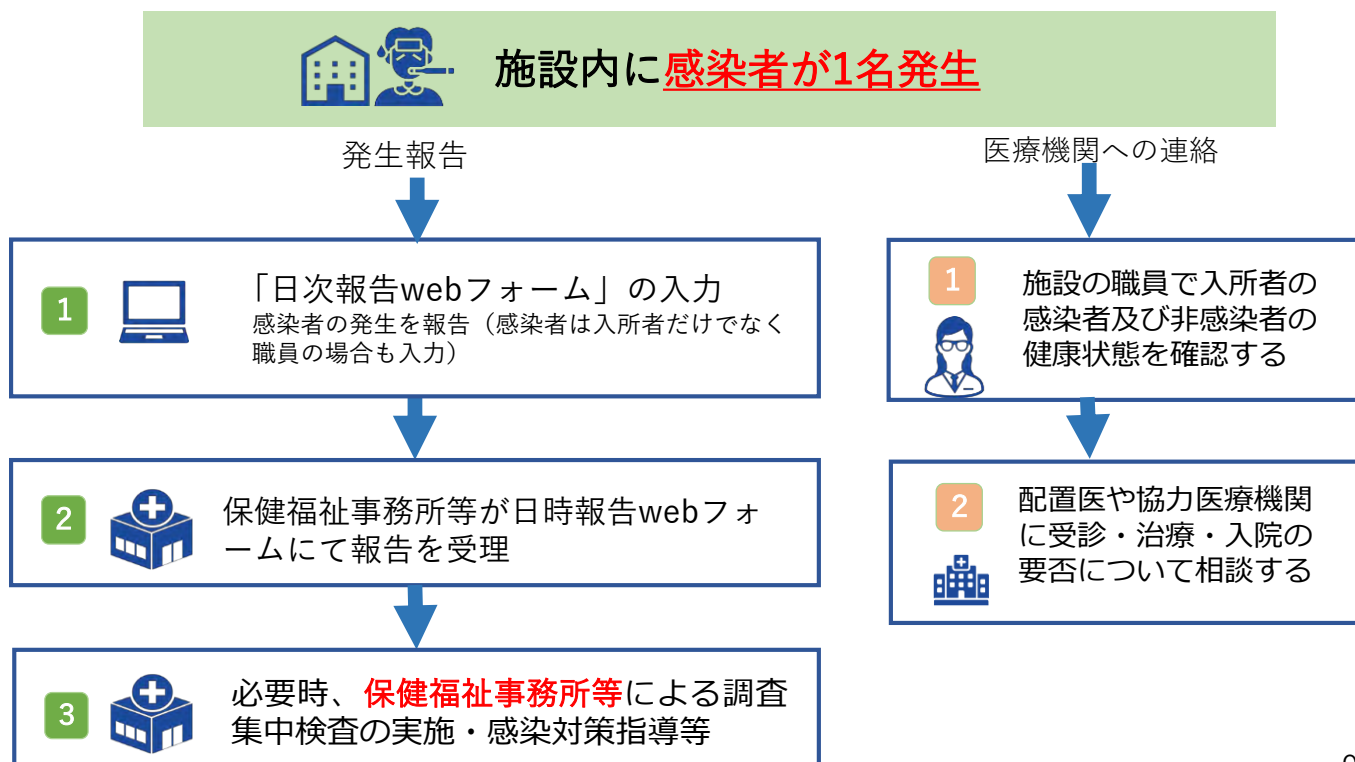 施設内に感染者が1名発生
発生報告
1
「日次報告webフォーム」の入力
感染者の発生を報告（感染者は入所者だけでなく
職員の場合も入力）
2
保健福祉事務所等が日時報告webフォ
ームにて報告を受理
3
必要時、保健福祉事務所等による調査
集中検査の実施・感染対策指導等
医療機関への連絡
1
施設の職員で入所者の
感染者及び非感染者の
健康状態を確認する
2
配置医や協力医療機関
に受診・治療・入院の
要否について相談する